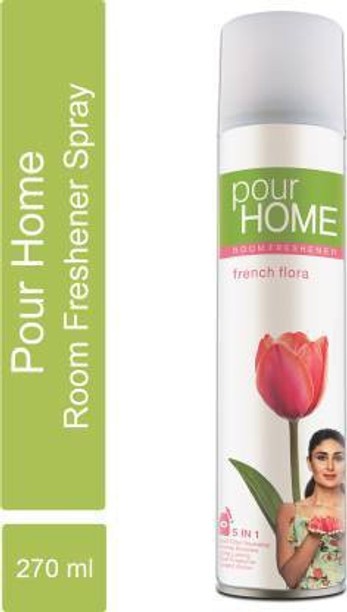 Pour Home
Room Freshener Spray
270 ml
pour
HOME
ROOM FRESHENER
french flora
5 IN 1